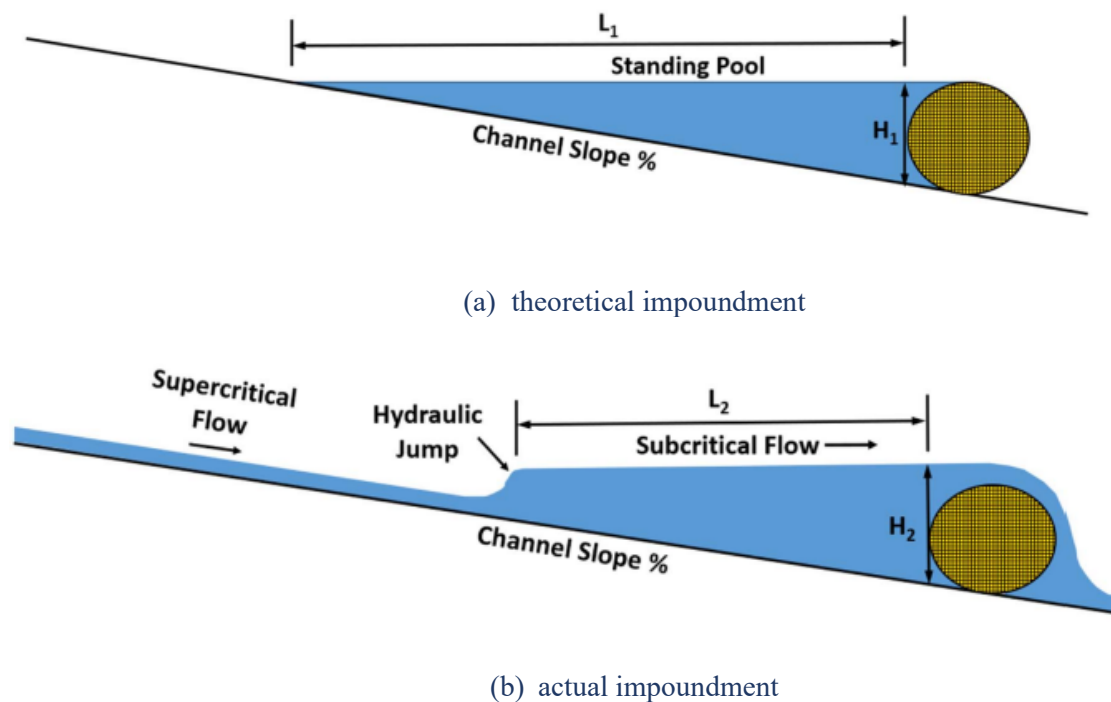 L₁
Standing Pool
H₁
Channel Slope %
(a) theoretical impoundment
Supercritical
Flow
Hydraulic
Jump
L₂
Subcritical Flow
H₂
Channel Slope %
(b) actual impoundment